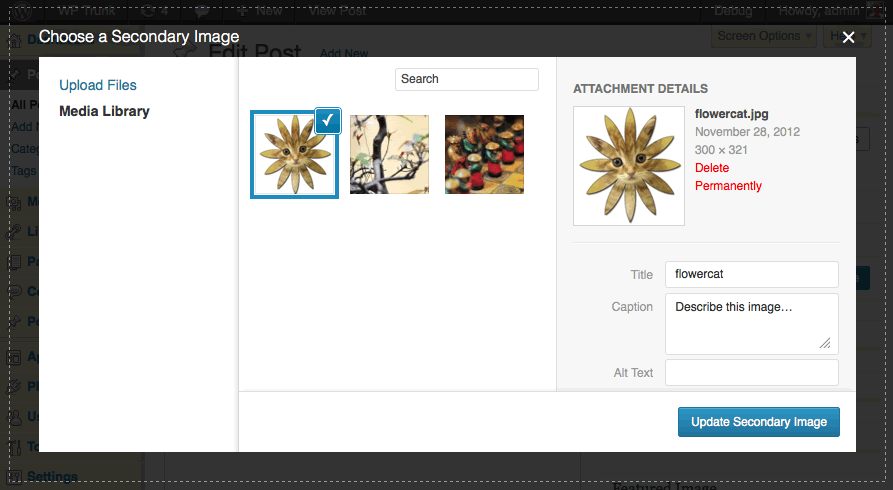 WP Trunk 4 New View Post Debug Howdy, admin
Choose a Secondary Image
Edit Post Add New
Screen Options
Upload Files
Media Library
Search
ATTACHMENT DETAILS
flowercat.jpg
November 28, 2012
300 × 321
Delete
Permanently
Title flowercat
Caption Describe this image…
Alt Text
Update Secondary Image
All Po
Add N
Categ
Tags
Settings
Featured Image